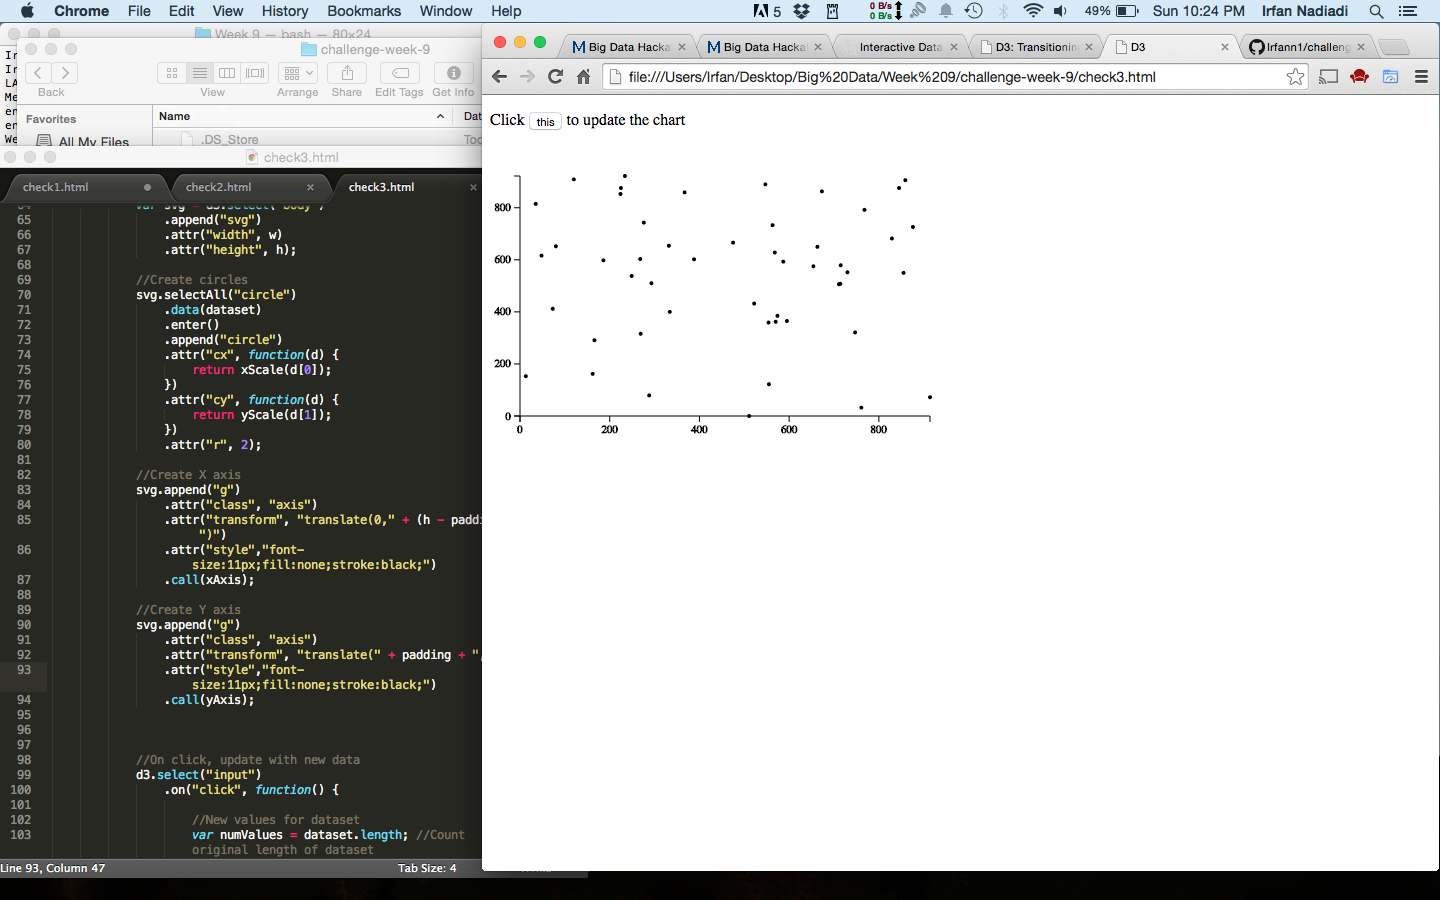 Chrome File Edit View History Bookmarks Window Help 5 0 B/s 0 B/s 49% Sun 10:24 PM Irfan Nadiadi
Week 9 — bash — 80×24
challenge-week-9
Back View Arrange Share Edit Tags Get Info
Favorites
All My Files
Name Dat
.DS_Store Too
check3.html
check1.html check2.html check3.html
64 var svg = d3.select("body")
65 .append("svg")
66 .attr("width", w)
67 .attr("height", h);
68
69 //Create circles
70 svg.selectAll("circle")
71 .data(dataset)
72 .enter()
73 .append("circle")
74 .attr("cx", function(d) {
75 return xScale(d[0]);
76 })
77 .attr("cy", function(d) {
78 return yScale(d[1]);
79 })
80 .attr("r", 2);
81
82 //Create X axis
83 svg.append("g")
84 .attr("class", "axis")
85 .attr("transform", "translate(0," + (h - paddi
")")
86 .attr("style","font-
size:11px;fill:none;stroke:black;")
87 .call(xAxis);
88
89 //Create Y axis
90 svg.append("g")
91 .attr("class", "axis")
92 .attr("transform", "translate(" + padding + "
93 .attr("style","font-
size:11px;fill:none;stroke:black;")
94 .call(yAxis);
95
96
97
98 //On click, update with new data
99 d3.select("input")
100 .on("click", function() {
101
102 //New values for dataset
103 var numValues = dataset.length; //Count
original length of dataset
Line 93, Column 47 Tab Size: 4
Big Data Hacka Big Data Hacka Interactive Data D3: Transitionin D3 Irfann1/challeng
file:///Users/Irfan/Desktop/Big%20Data/Week%209/challenge-week-9/check3.html
Click this to update the chart
800
600
400
200
0
0 200 400 600 800